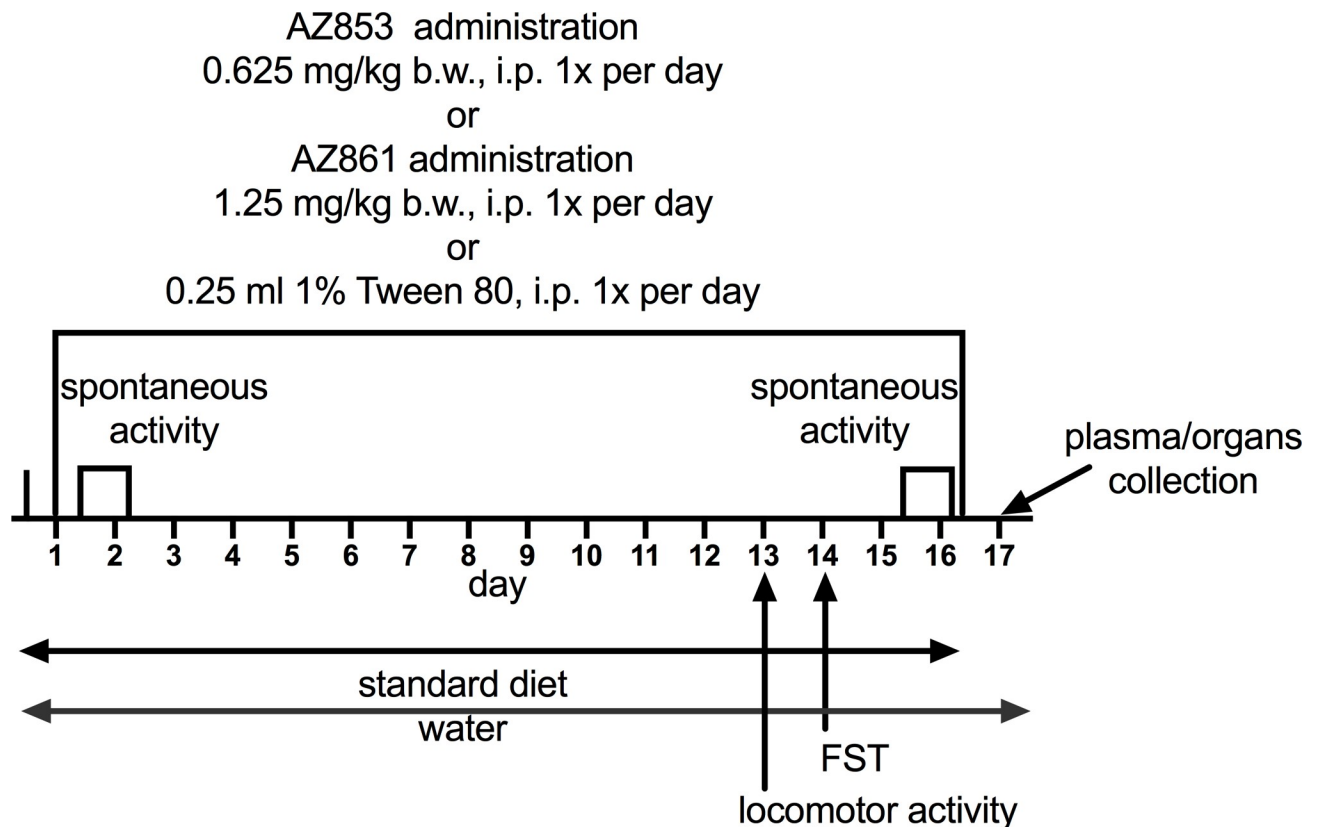 AZ853 administration
0.625 mg/kg b.w., i.p. 1x per day
or
AZ861 administration
1.25 mg/kg b.w., i.p. 1x per day
or
0.25 ml 1% Tween 80, i.p. 1x per day
spontaneous
activity
spontaneous
activity
plasma/organs
collection
1 2 3 4 5 6 7 8 9 10 11 12 13 14 15 16 17
day
standard diet
water
FST
locomotor activity